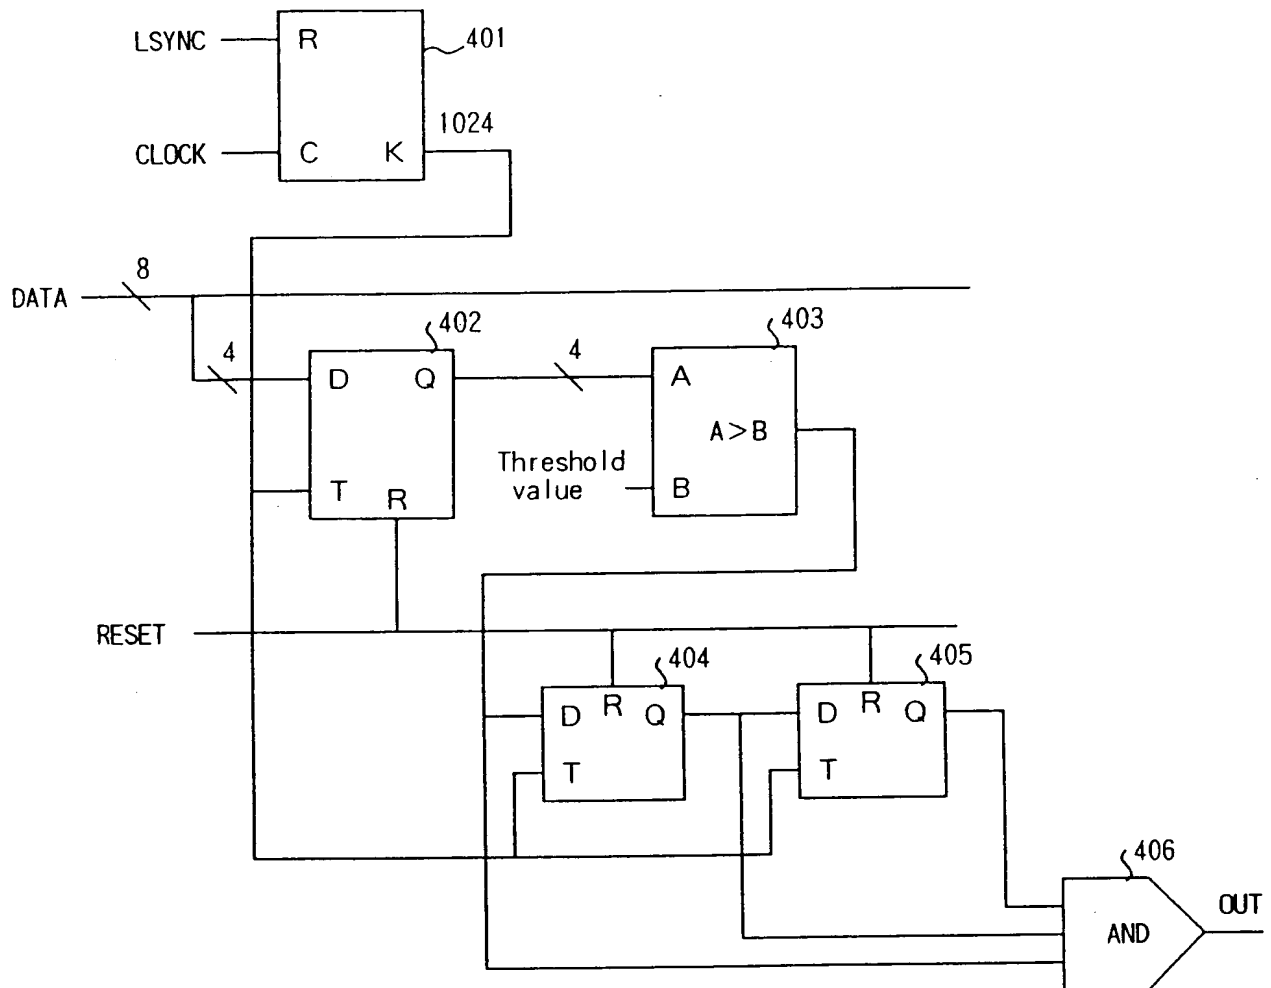 LSYNC
R
401
1024
CLOCK
C
K
8
DATA
402
403
4
4
D
Q
A
A>B
Threshold
value
B
T
R
RESET
404
405
D
R
Q
D
R
Q
T
T
406
OUT
AND